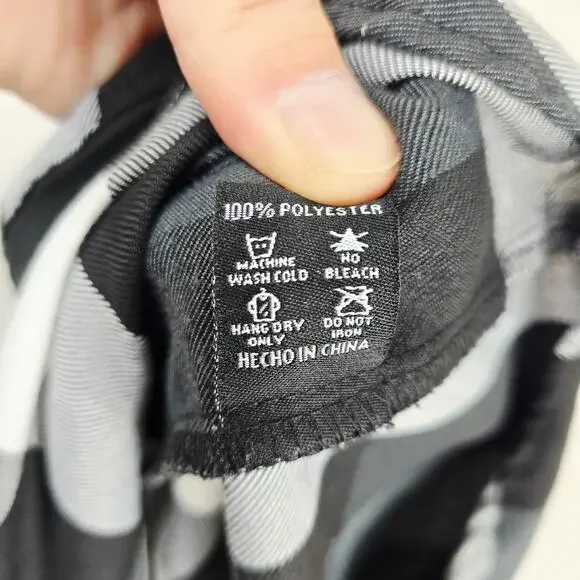 100% POLYESTER
MACHINE
WASH COLD
NO
BLEACH
HANG DRY
ONLY
DO NOT
IRON
HECHO IN CHINA